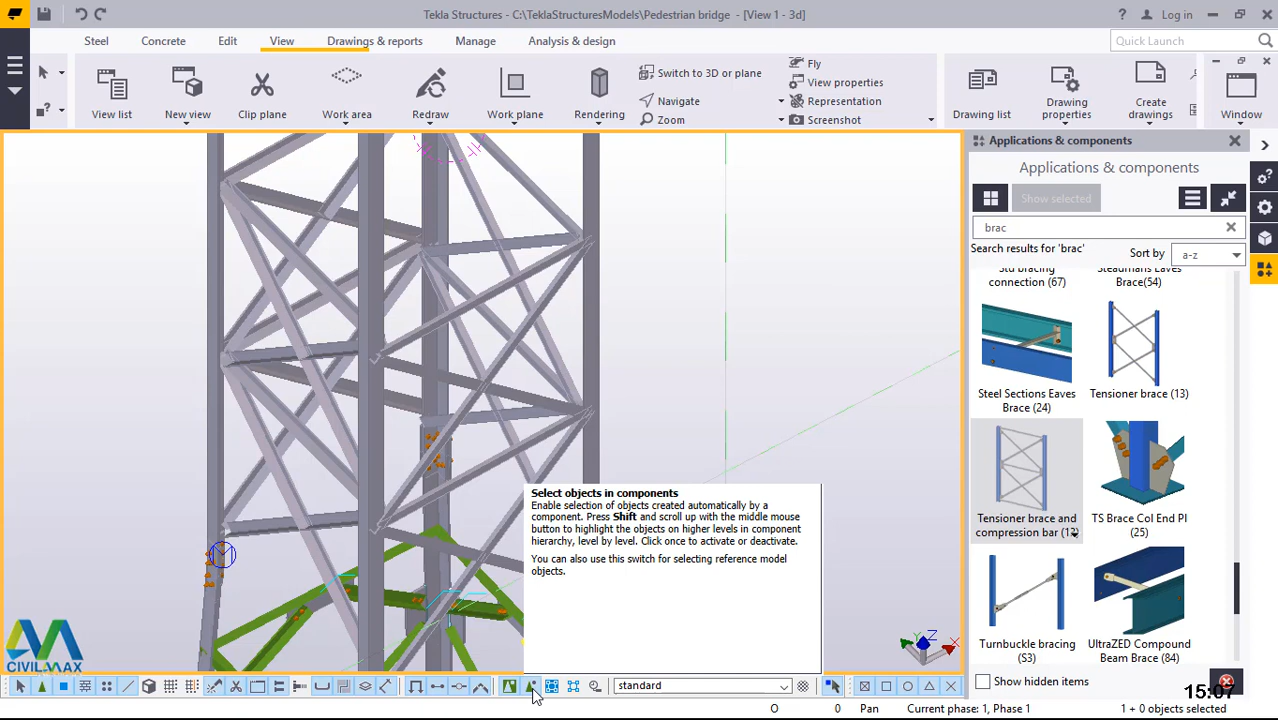 Tekla Structures - C:\TeklaStructuresModels\Pedestrian bridge - [View 1 - 3d]
Log in
Steel
Concrete
Edit
View
Drawings & reports
Manage
Analysis & design
Quick Launch
View list
New view
Clip plane
Work area
Redraw
Work plane
Rendering
Switch to 3D or plane
Navigate
Zoom
Fly
View properties
Representation
Screenshot
Drawing list
Drawing properties
Create drawings
Window
Applications & components
Applications & components
Show selected
brac
Search results for 'brac'
Sort by
a-z
Std bracing connection (67)
Steadmans Eaves Brace(54)
Steel Sections Eaves Brace (24)
Tensioner brace (13)
Tensioner brace and compression bar (13)
TS Brace Col End Pl (25)
Turnbuckle bracing (S3)
UltraZED Compound Beam Brace (84)
Show hidden items
Select objects in components
Enable selection of objects created automatically by a
component. Press Shift and scroll up with the middle mouse
button to highlight the objects on higher levels in component
hierarchy, level by level. Click once to activate or deactivate.
You can also use this switch for selecting reference model
objects.
CIVILMAX
Z
X
standard
15:07
O
0
Pan
Current phase: 1, Phase 1
1 + 0 objects selected